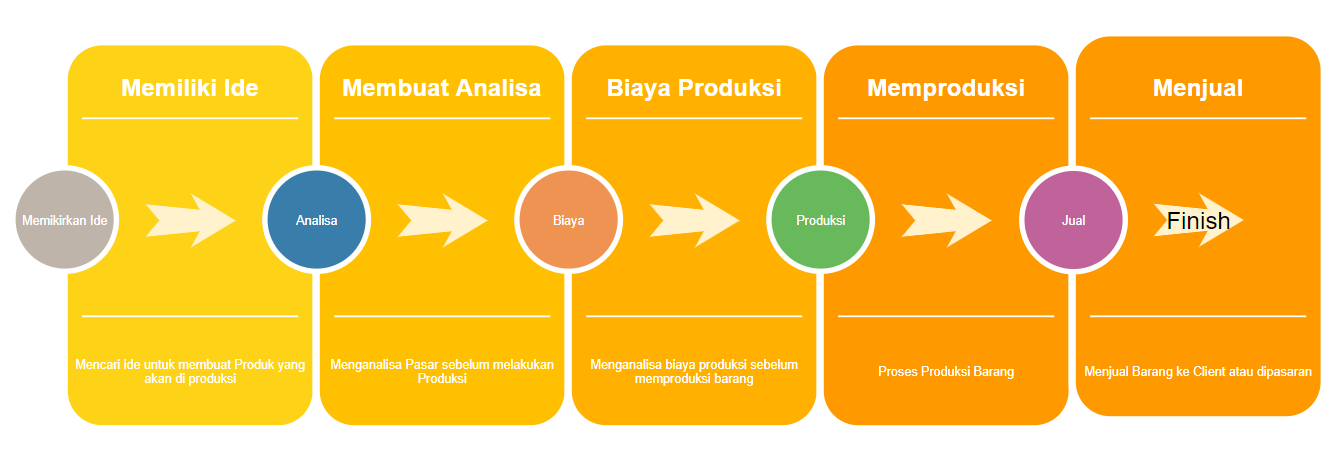 Memiliki Ide
Membuat Analisa
Biaya Produksi
Memproduksi
Menjual
Memikirkan Ide
Analisa
Biaya
Produksi
Jual
Finish
Mencari ide untuk membuat Produk yang
akan di produksi
Menganalisa Pasar sebelum melakukan
Produksi
Menganalisa biaya produksi sebelum
memproduksi barang
Proses Produksi Barang
Menjual Barang ke Client atau dipasaran